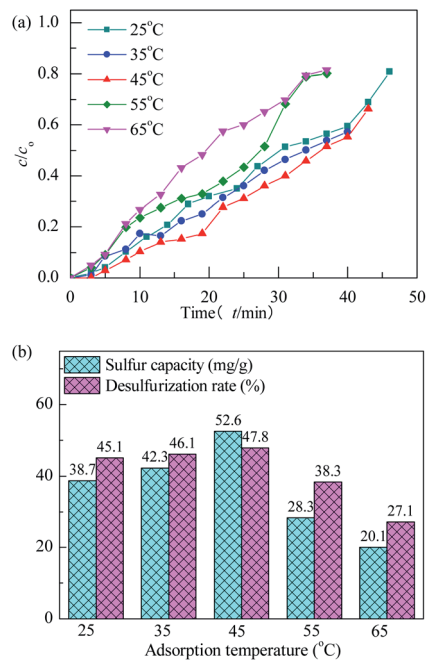 (a)
1.0
0.8
0.6
0.4
0.2
0.0
c/c₀
25°C
35°C
45°C
55°C
65°C
0 10 20 30 40 50
Time( t/min)
(b)
Sulfur capacity (mg/g)
Desulfurization rate (%)
60
40
20
0
38.7 45.1 42.3 46.1 52.6 47.8 28.3 38.3 20.1 27.1
25 35 45 55 65
Adsorption temperature (°C)